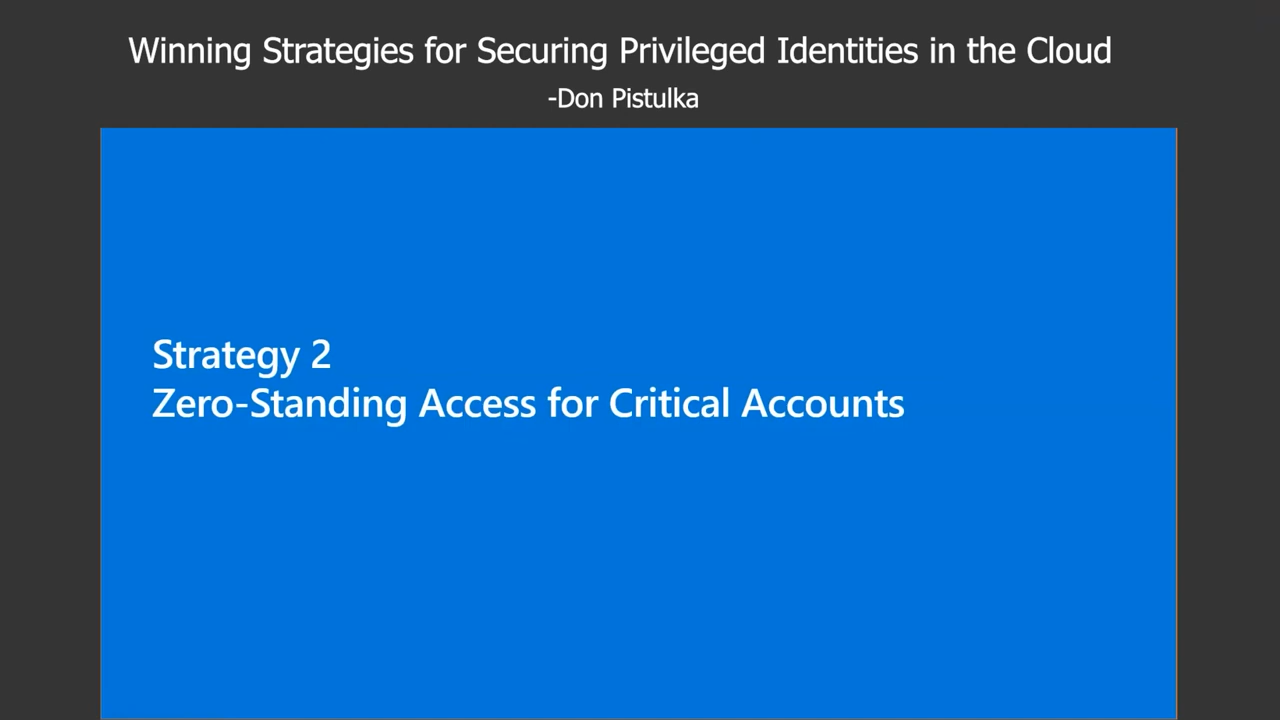 Winning Strategies for Securing Privileged Identities in the Cloud
-Don Pistulka
Strategy 2
Zero-Standing Access for Critical Accounts